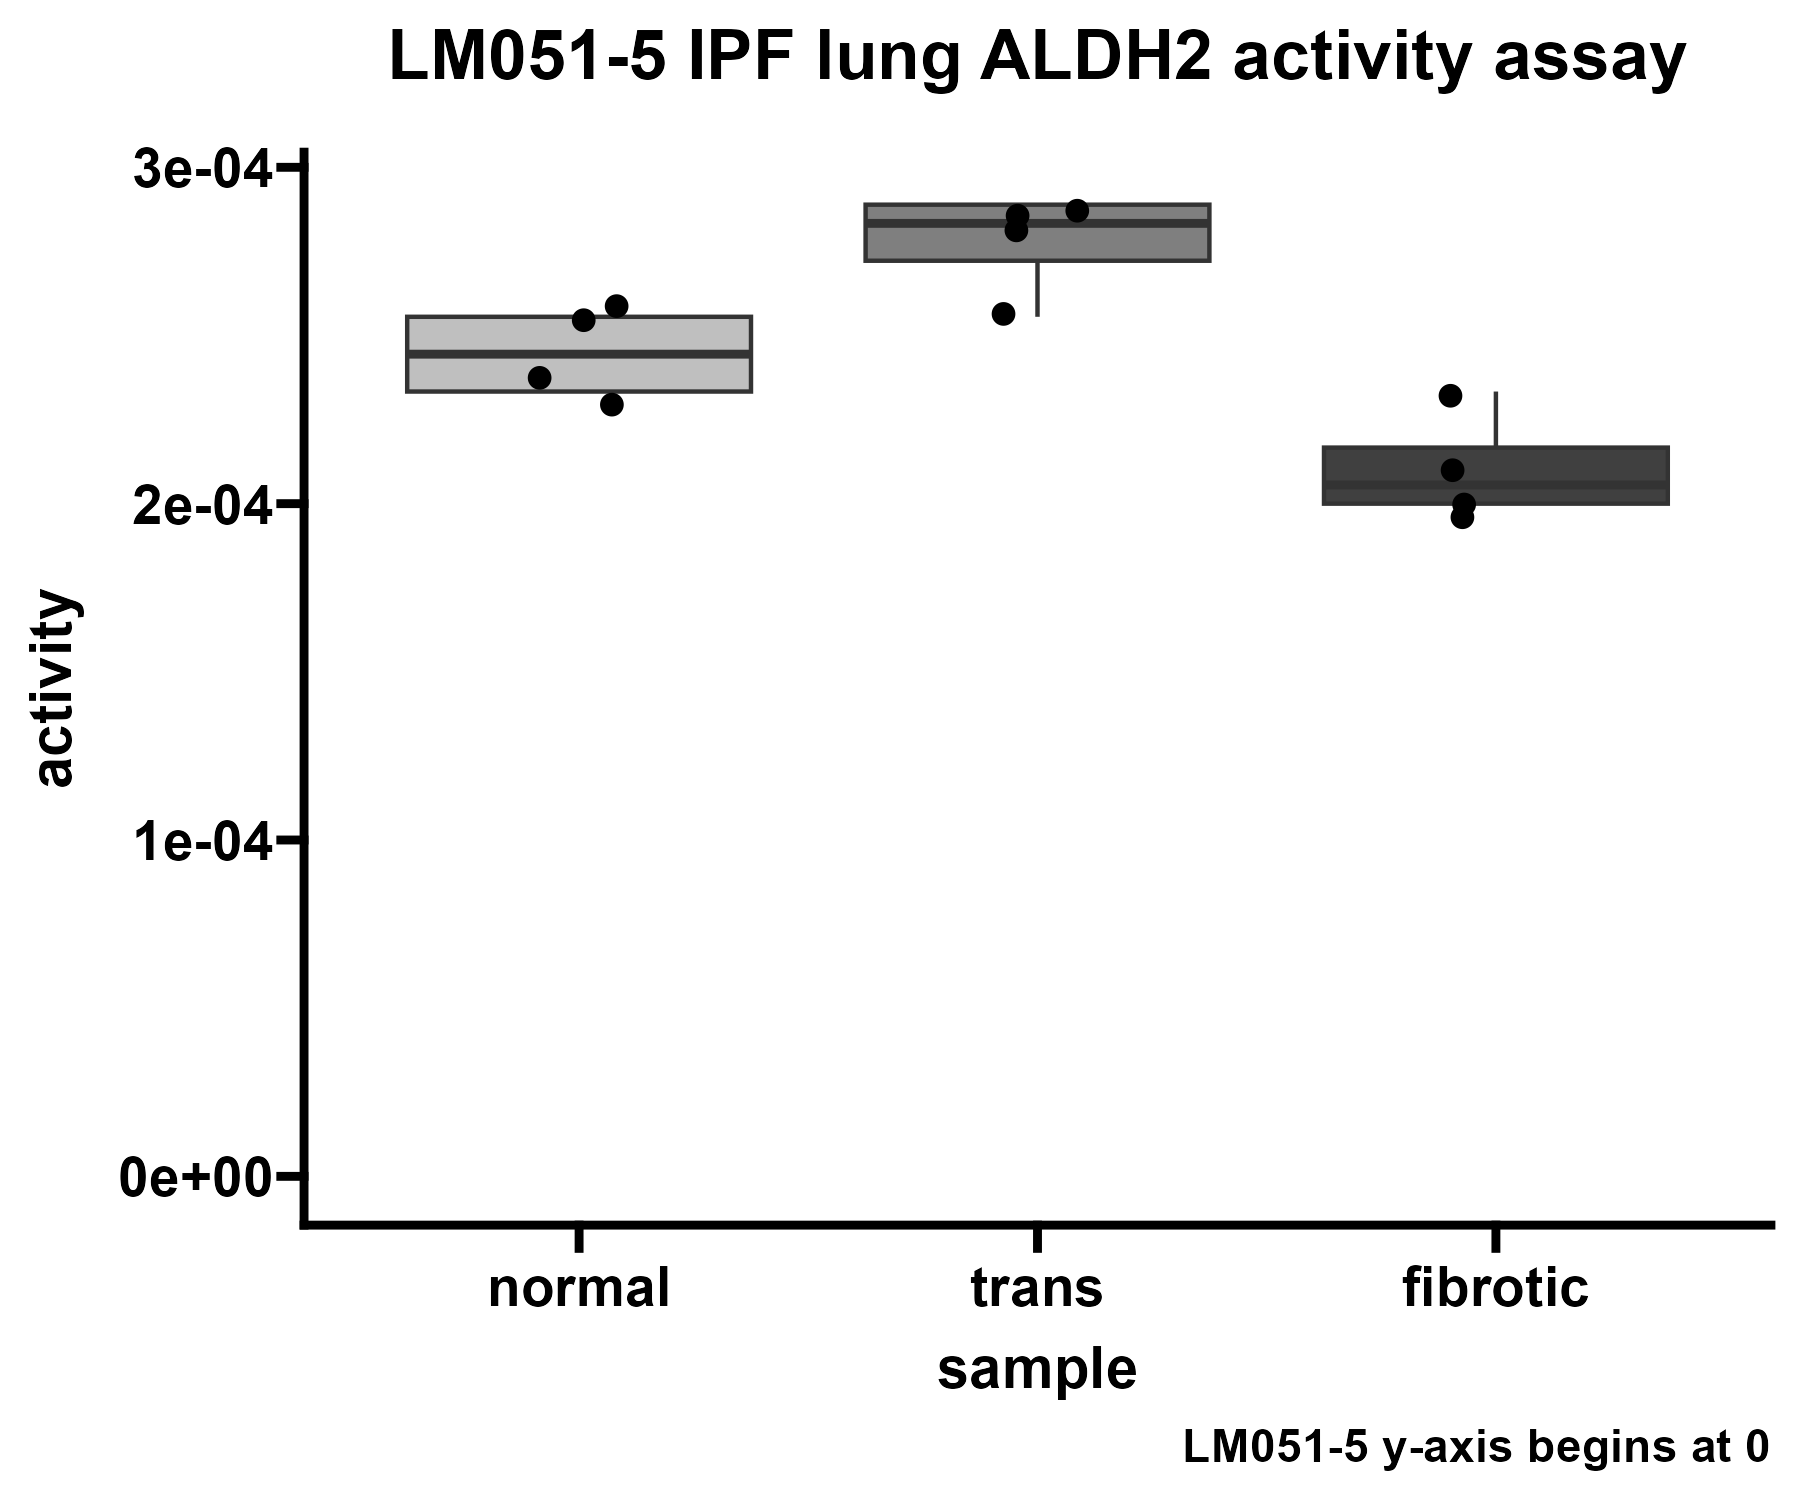 LM051-5 IPF lung ALDH2 activity assay
3e-04
2e-04
1e-04
0e+00
activity
normal trans fibrotic
sample
LM051-5 y-axis begins at 0